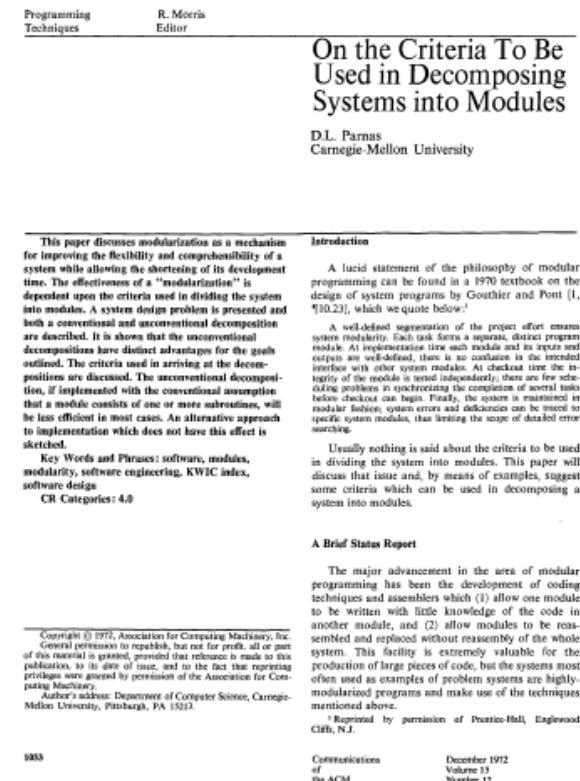 Programming
Techniques
R. Morris
Editor
On the Criteria To Be
Used in Decomposing
Systems into Modules
D.L. Parnas
Carnegie-Mellon University
This paper discusses modularization as a mechanism
for improving the flexibility and comprehensibility of a
system while allowing the shortening of its development
time. The effectiveness of a "modularization" is
dependent upon the criteria used in dividing the system
into modules. A system design problem is presented and
both a conventional and unconventional decomposition
are described. It is shown that the unconventional
decompositions have distinct advantages for the goals
outlined. The criteria used in arriving at the decom-
positions are discussed. The unconventional decomposi-
tion, if implemented with the conventional assumption
that a module consists of one or more subroutines, will
be less efficient in most cases. An alternative approach
to implementation which does not have this effect is
sketched.
Key Words and Phrases: software, modules,
modularity, software engineering, KWIC index,
software design
CR Categories: 4.0
Copyright © 1972, Association for Computing Machinery, Inc.
General permission to republish, but not for profit, all or part
of this material is granted, provided that reference is made to this
publication, to its date of issue, and to the fact that reprinting
privileges were granted by permission of the Association for Com-
puting Machinery.
Author's address: Department of Computer Science, Carnegie-
Mellon University, Pittsburgh, PA 15213.
Introduction
A lucid statement of the philosophy of modular
programming can be found in a 1970 textbook on the
design of system programs by Gouthier and Pont [1,
¶10.23], which we quote below:¹
A well-defined segmentation of the project effort ensures
system modularity. Each task forms a separate, distinct program
module. At implementation time each module and its inputs and
outputs are well-defined, there is no confusion in the intended
interface with other system modules. At checkout time the in-
tegrity of the module is tested independently; there are few sche-
duling problems in synchronizing the completion of several tasks
before checkout can begin. Finally, the system is maintained in
modular fashion; system errors and deficiencies can be traced to
specific system modules, thus limiting the scope of detailed error
searching.
Usually nothing is said about the criteria to be used
in dividing the system into modules. This paper will
discuss that issue and, by means of examples, suggest
some criteria which can be used in decomposing a
system into modules.
A Brief Status Report
The major advancement in the area of modular
programming has been the development of coding
techniques and assemblers which (1) allow one module
to be written with little knowledge of the code in
another module, and (2) allow modules to be reas-
sembled and replaced without reassembly of the whole
system. This facility is extremely valuable for the
production of large pieces of code, but the systems most
often used as examples of problem systems are highly-
modularized programs and make use of the techniques
mentioned above.
¹ Reprinted by permission of Prentice-Hall, Englewood
Cliffs, N.J.
1053
Communications
of
the ACM
December 1972
Volume 15
Number 12